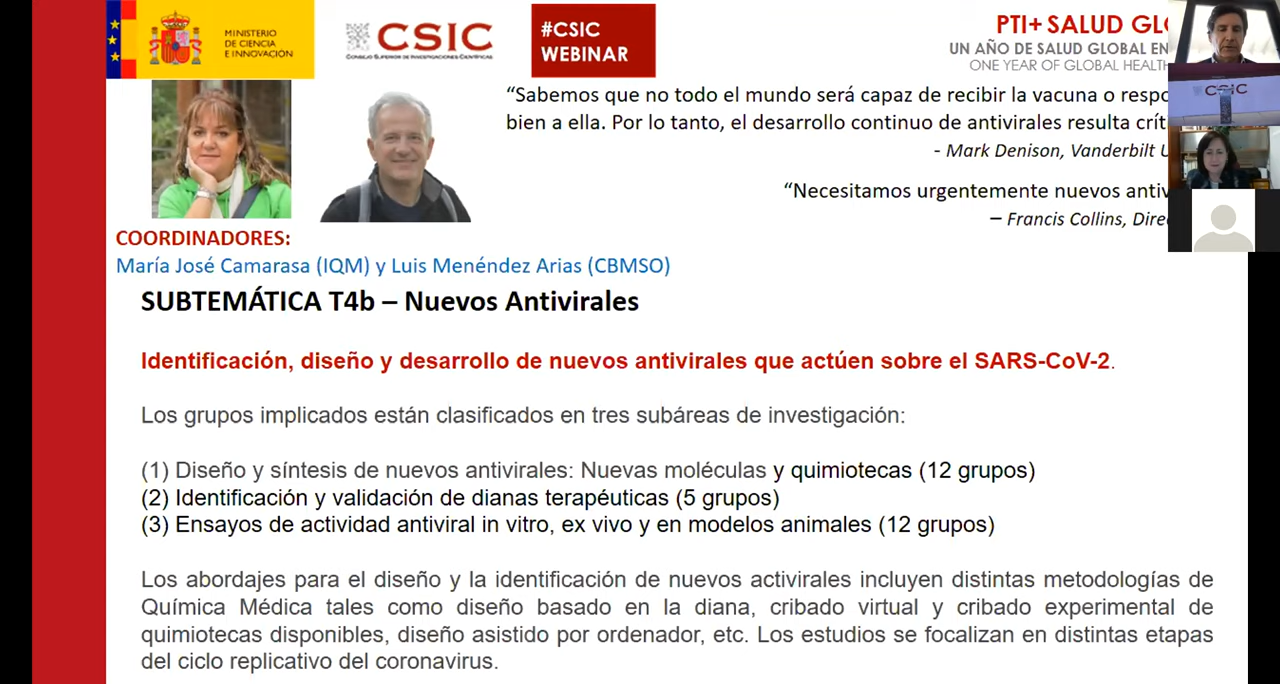 MINISTERIO
DE CIENCIA
E INNOVACIÓN
CSIC
CONSEJO SUPERIOR DE INVESTIGACIONES CIENTÍFICAS
#CSIC
WEBINAR
PTI+ SALUD
UN AÑO DE SALUD GLOBAL EN
ONE YEAR OF GLOBAL HEALTH
“Sabemos que no todo el mundo será capaz de recibir la vacuna o
bien a ella. Por lo tanto, el desarrollo continuo de antivirales resulta
- Mark Denison, Vanderbilt
“Necesitamos urgentemente nuevos
– Francis Collins,
CSIC
COORDINADORES:
María José Camarasa (IQM) y Luis Menéndez Arias (CBMSO)
SUBTEMÁTICA T4b – Nuevos Antivirales
Identificación, diseño y desarrollo de nuevos antivirales que actúen sobre el SARS-CoV-2.
Los grupos implicados están clasificados en tres subáreas de investigación:
(1) Diseño y síntesis de nuevos antivirales: Nuevas moléculas y quimiotecas (12 grupos)
(2) Identificación y validación de dianas terapéuticas (5 grupos)
(3) Ensayos de actividad antiviral in vitro, ex vivo y en modelos animales (12 grupos)
Los abordajes para el diseño y la identificación de nuevos activirales incluyen distintas metodologías de
Química Médica tales como diseño basado en la diana, cribado virtual y cribado experimental de
quimiotecas disponibles, diseño asistido por ordenador, etc. Los estudios se focalizan en distintas etapas
del ciclo replicativo del coronavirus.